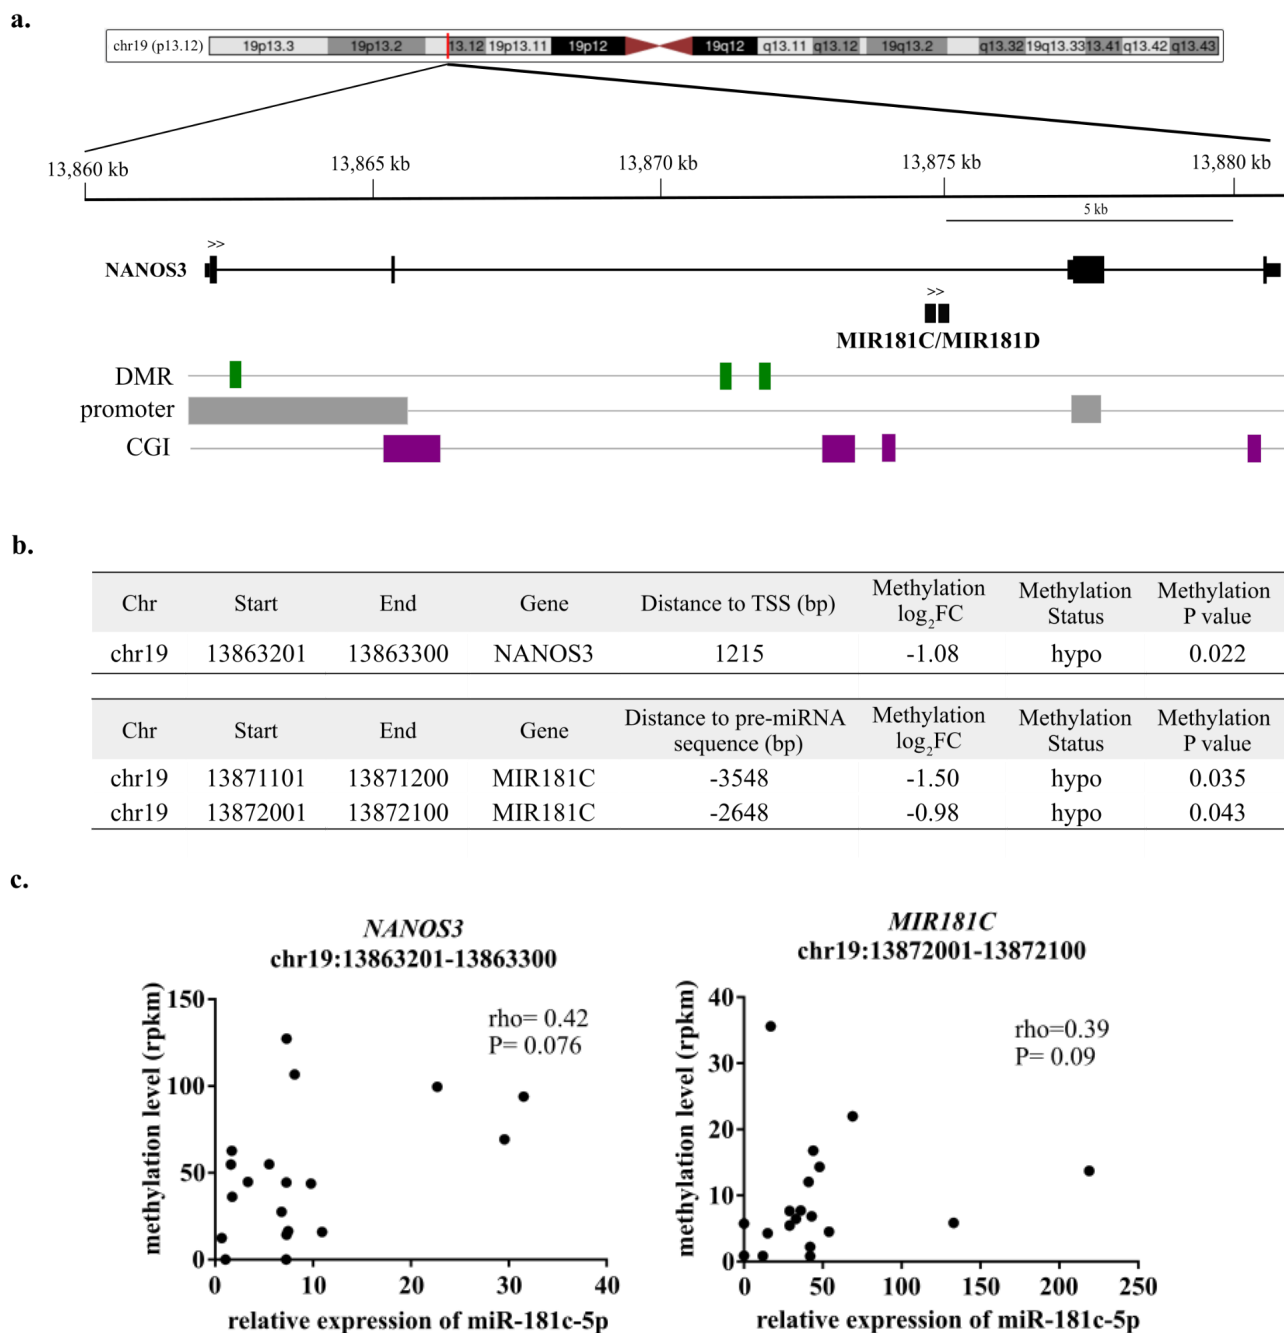 a.
chr19 (p13.12) 19p13.3 19p13.2 13.12 19p13.11 19p12 19q12 q13.11 q13.12 19q13.2 q13.32 19q13.33 13.41 q13.42 q13.43
13,860 kb 13,865 kb 13,870 kb 13,875 kb 13,880 kb
5 kb
>>
NANOS3
>>
MIR181C/MIR181D
DMR
promoter
CGI
b.
Chr Start End Gene Distance to TSS (bp) Methylation log2FC Methylation Status Methylation P value
chr19 13863201 13863300 NANOS3 1215 -1.08 hypo 0.022
Chr Start End Gene Distance to pre-miRNA sequence (bp) Methylation log2FC Methylation Status Methylation P value
chr19 13871101 13871200 MIR181C -3548 -1.50 hypo 0.035
chr19 13872001 13872100 MIR181C -2648 -0.98 hypo 0.043
c.
NANOS3
chr19:13863201-13863300
rho= 0.42
P= 0.076
methylation level (rpkm)
150
100
50
0
0 10 20 30 40
relative expression of miR-181c-5p
MIR181C
chr19:13872001-13872100
rho=0.39
P= 0.09
methylation level (rpkm)
40
30
20
10
0
0 50 100 150 200 250
relative expression of miR-181c-5p